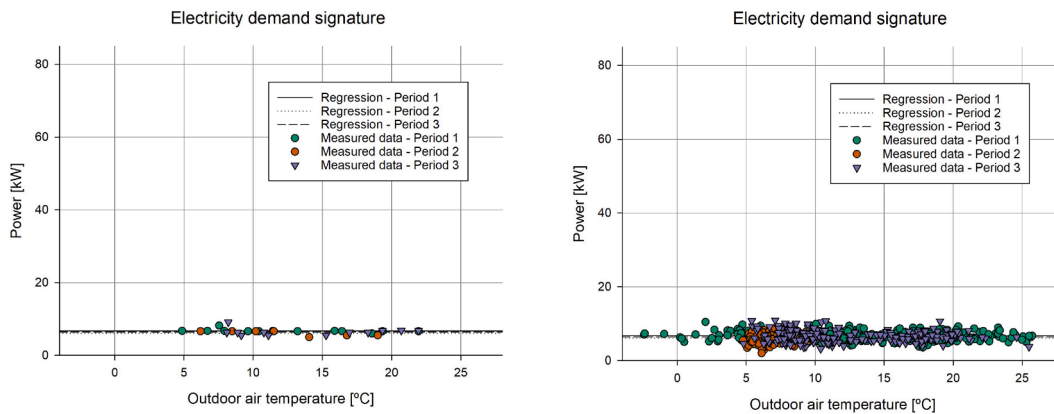 Electricity demand signature
80
60
40
20
0
Power [kW]
Regression - Period 1
Regression - Period 2
Regression - Period 3
Measured data - Period 1
Measured data - Period 2
Measured data - Period 3
0 5 10 15 20 25
Outdoor air temperature [ºC]
Electricity demand signature
80
60
40
20
0
Power [kW]
Regression - Period 1
Regression - Period 2
Regression - Period 3
Measured data - Period 1
Measured data - Period 2
Measured data - Period 3
0 5 10 15 20 25
Outdoor air temperature [ºC]